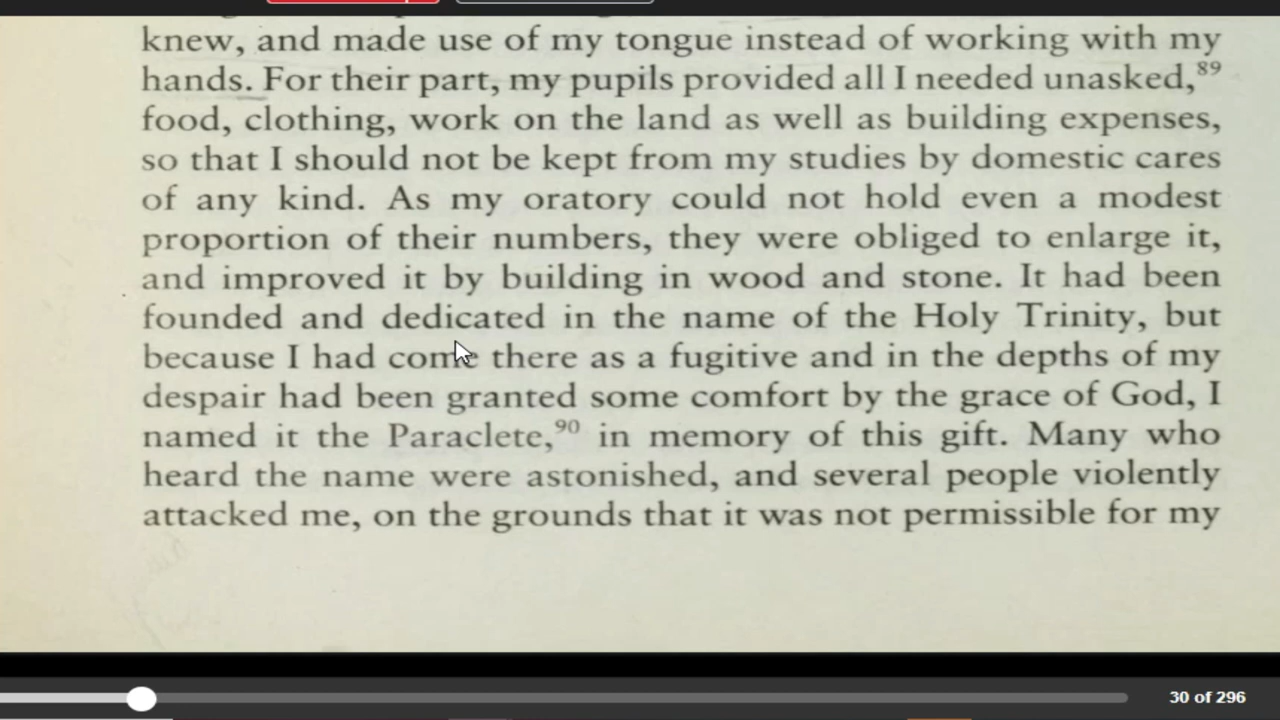 knew, and made use of my tongue instead of working with my
hands. For their part, my pupils provided all I needed unasked,89
food, clothing, work on the land as well as building expenses,
so that I should not be kept from my studies by domestic cares
of any kind. As my oratory could not hold even a modest
proportion of their numbers, they were obliged to enlarge it,
and improved it by building in wood and stone. It had been
founded and dedicated in the name of the Holy Trinity, but
because I had come there as a fugitive and in the depths of my
despair had been granted some comfort by the grace of God, I
named it the Paraclete,90 in memory of this gift. Many who
heard the name were astonished, and several people violently
attacked me, on the grounds that it was not permissible for my
30 of 296